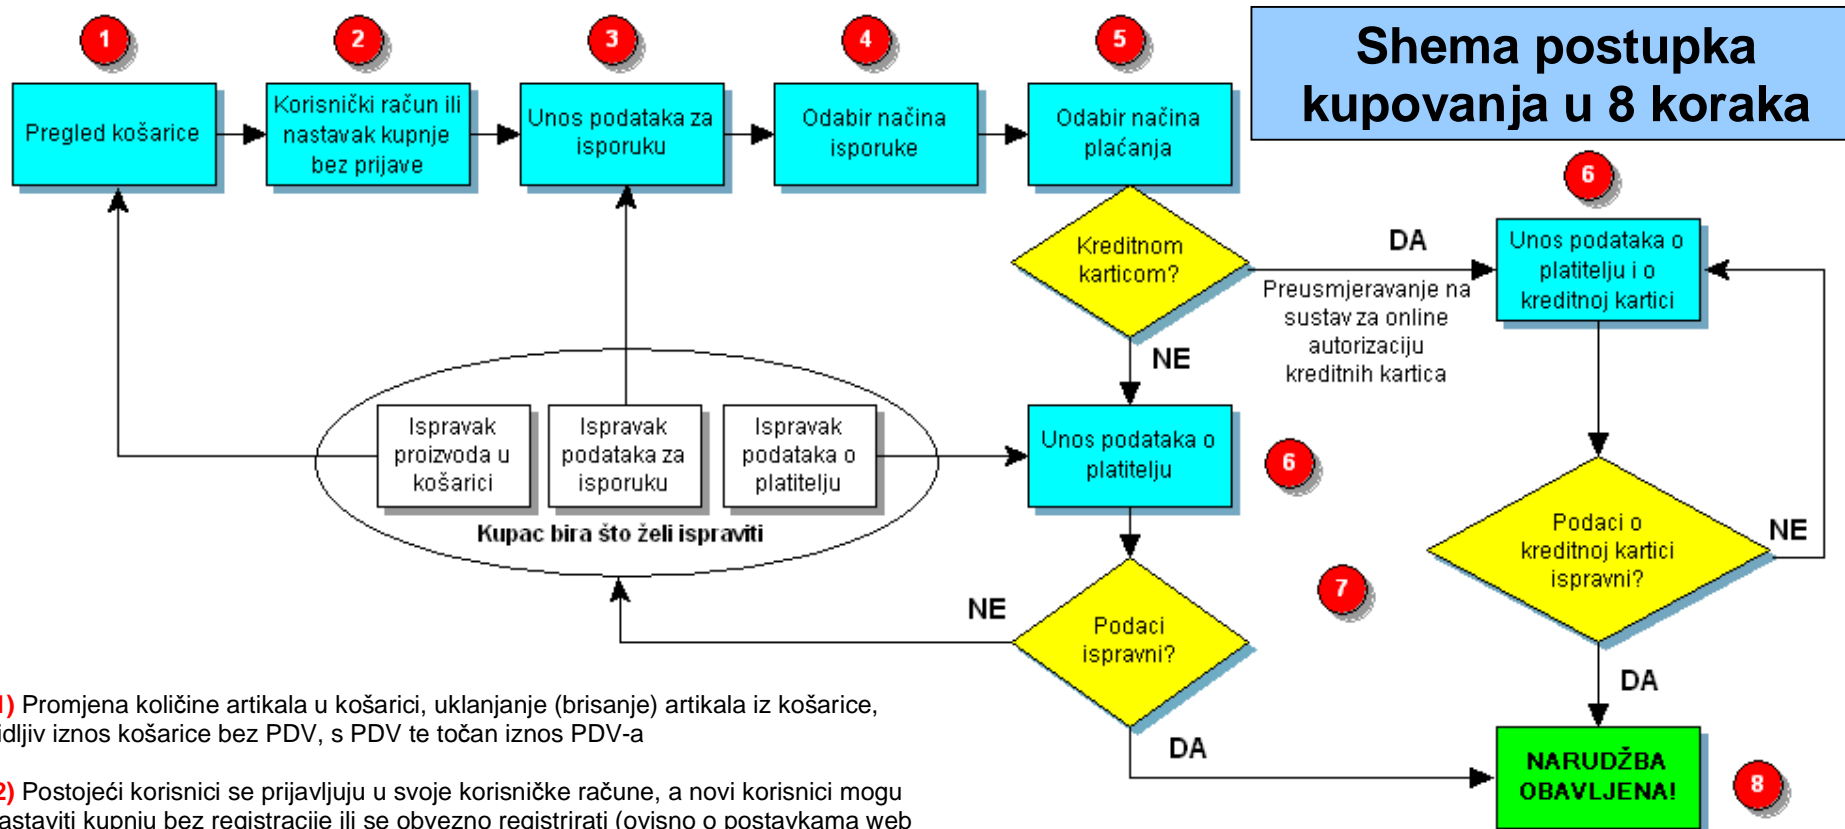 1
2
3
4
5
Shema postupka
kupovanja u 8 koraka
Pregled košarice
Korisnički račun ili
nastavak kupnje
bez prijave
Unos podataka za
isporuku
Odabir načina
isporuke
Odabir načina
plaćanja
6
Kreditnom
karticom?
DA
Preusmjeravanje na
sustav za online
autorizaciju
kreditnih kartica
Unos podataka o
platitelju i o
kreditnoj kartici
NE
Ispravak
proizvoda u
košarici
Ispravak
podataka za
isporuku
Ispravak
podataka o
platitelju
Kupac bira što želi ispraviti
Unos podataka o
platitelju
6
Podaci o
kreditnoj kartici
ispravni?
NE
7
NE
Podaci
ispravni?
DA
DA
NARUDŽBA
OBAVLJENA!
8
1) Promjena količine artikala u košarici, uklanjanje (brisanje) artikala iz košarice,
idljiv iznos košarice bez PDV, s PDV te točan iznos PDV-a
2) Postojeći korisnici se prijavljuju u svoje korisničke račune, a novi korisnici mogu
astaviti kupnju bez registracije ili se obvezno registrirati (ovisno o postavkama web